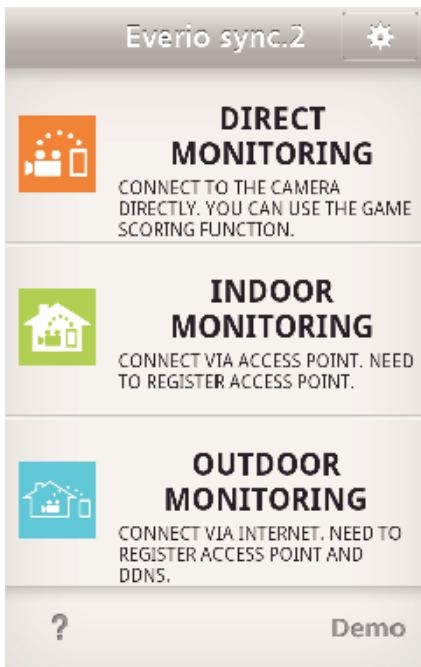 Everio sync.2
DIRECT
MONITORING
CONNECT TO THE CAMERA
DIRECTLY. YOU CAN USE THE GAME
SCORING FUNCTION.
INDOOR
MONITORING
CONNECT VIA ACCESS POINT. NEED
TO REGISTER ACCESS POINT.
OUTDOOR
MONITORING
CONNECT VIA INTERNET. NEED TO
REGISTER ACCESS POINT AND
DDNS.
? Demo